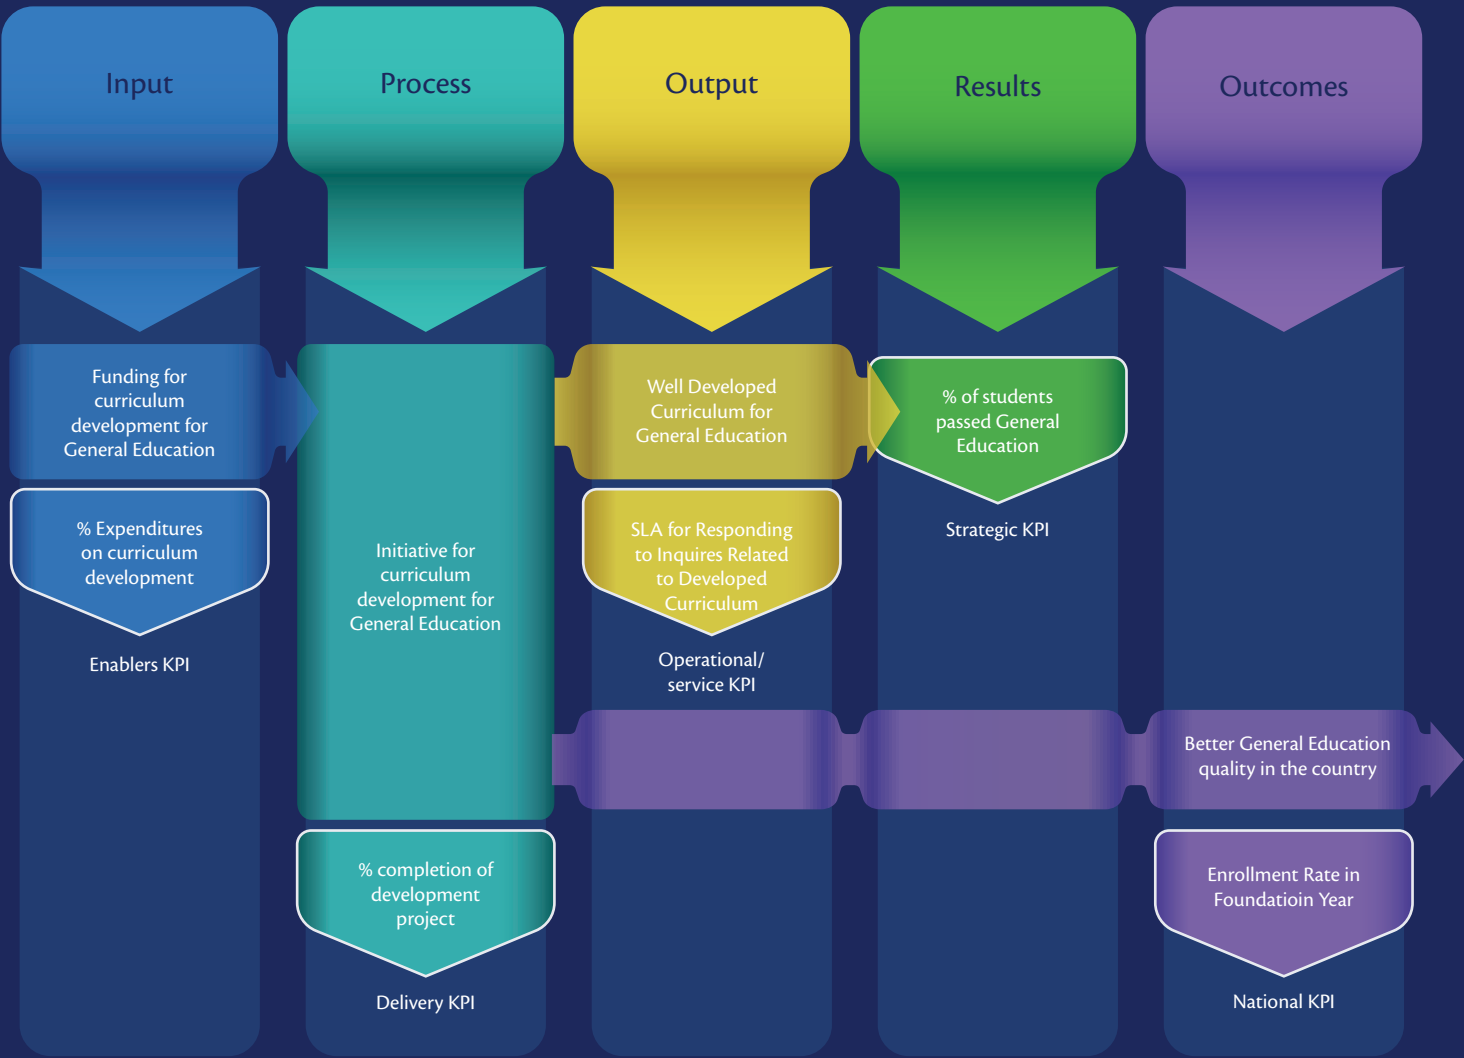 Input
Process
Output
Results
Outcomes
Funding for
curriculum
development for
General Education
% Expenditures
on curriculum
development
Enablers KPI
Initiative for
curriculum
development for
General Education
% completion of
development
project
Delivery KPI
Well Developed
Curriculum for
General Education
SLA for Responding
to Inquires Related
to Developed
Curriculum
Operational/
service KPI
% of students
passed General
Education
Strategic KPI
Better General Education
quality in the country
Enrollment Rate in
Foundatioin Year
National KPI